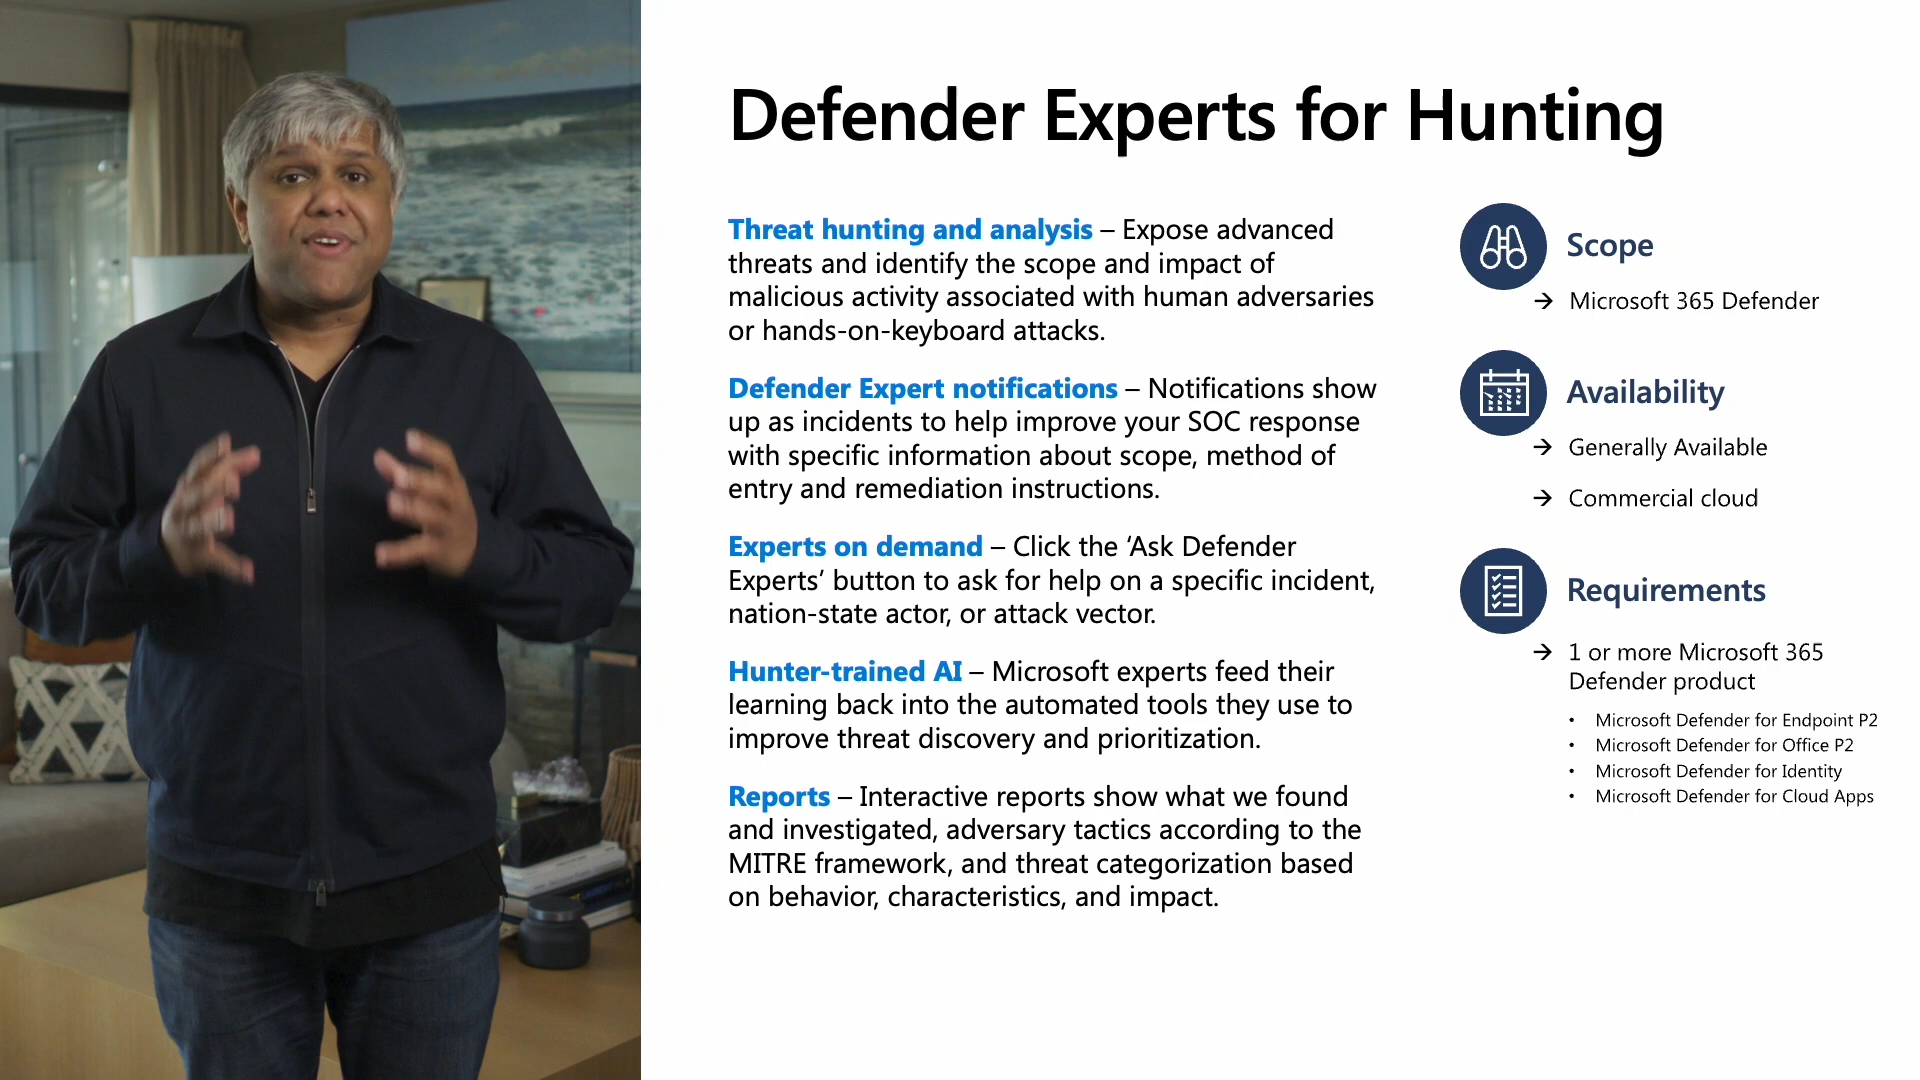 Defender Experts for Hunting
Threat hunting and analysis – Expose advanced
threats and identify the scope and impact of
malicious activity associated with human adversaries
or hands-on-keyboard attacks.
Defender Expert notifications – Notifications show
up as incidents to help improve your SOC response
with specific information about scope, method of
entry and remediation instructions.
Experts on demand – Click the ‘Ask Defender
Experts’ button to ask for help on a specific incident,
nation-state actor, or attack vector.
Hunter-trained AI – Microsoft experts feed their
learning back into the automated tools they use to
improve threat discovery and prioritization.
Reports – Interactive reports show what we found
and investigated, adversary tactics according to the
MITRE framework, and threat categorization based
on behavior, characteristics, and impact.
Scope
→ Microsoft 365 Defender
Availability
→ Generally Available
→ Commercial cloud
Requirements
→ 1 or more Microsoft 365
Defender product
• Microsoft Defender for Endpoint P2
• Microsoft Defender for Office P2
• Microsoft Defender for Identity
• Microsoft Defender for Cloud Apps